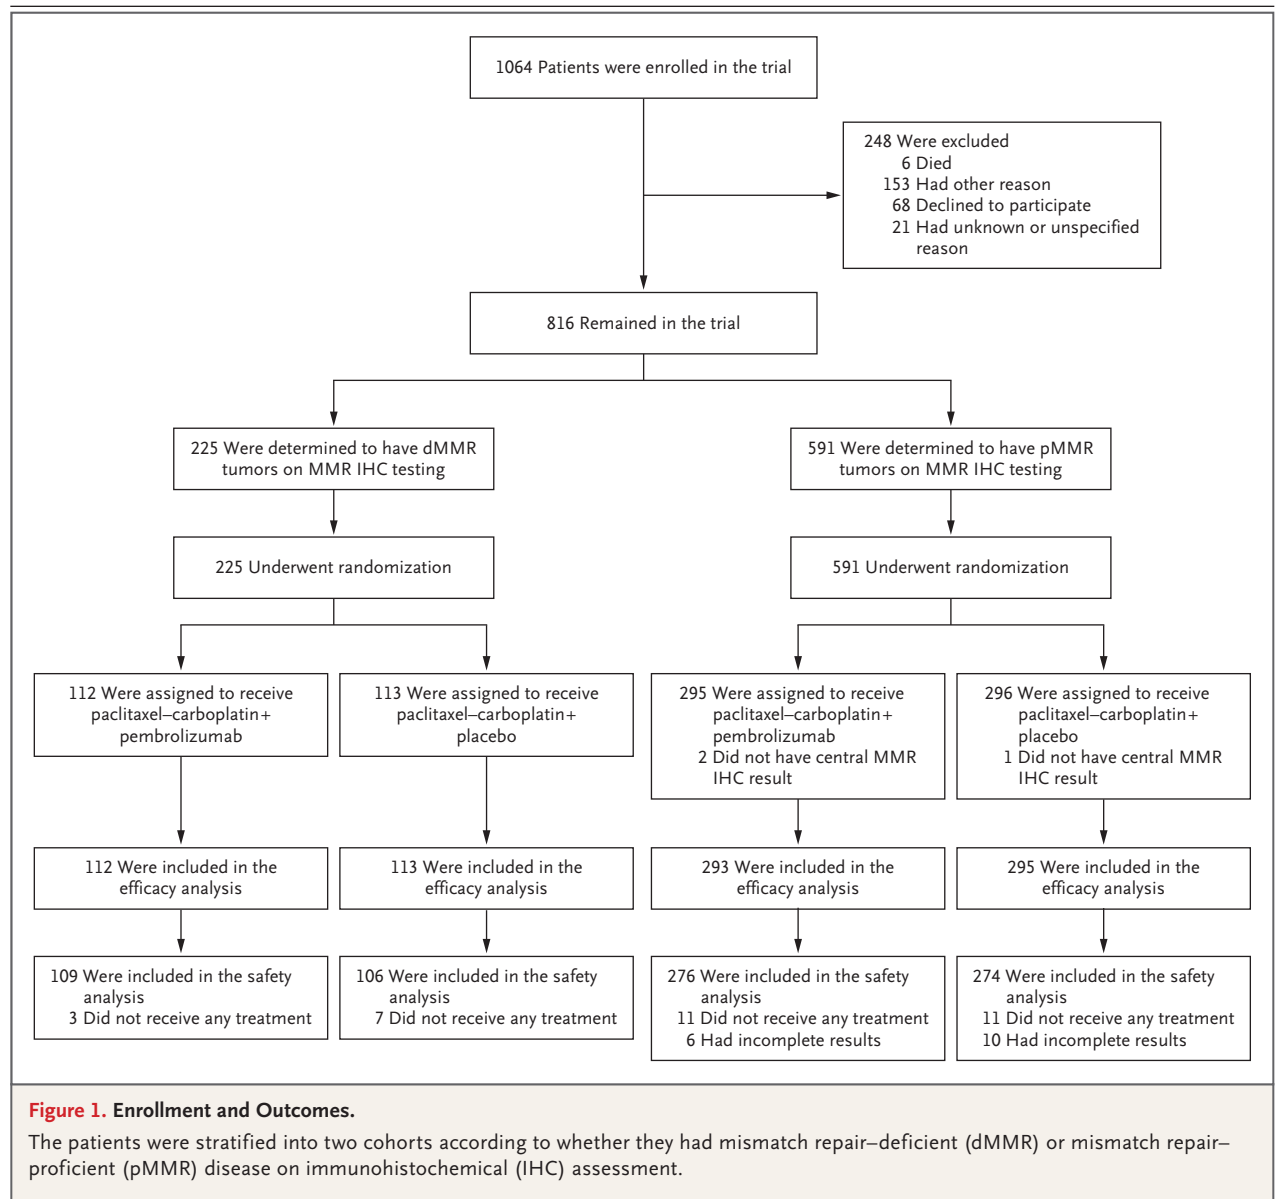 1064 Patients were enrolled in the trial
248 Were excluded
6 Died
153 Had other reason
68 Declined to participate
21 Had unknown or unspecified
reason
816 Remained in the trial
225 Were determined to have dMMR
tumors on MMR IHC testing
591 Were determined to have pMMR
tumors on MMR IHC testing
225 Underwent randomization
591 Underwent randomization
112 Were assigned to receive
paclitaxel–carboplatin+
pembrolizumab
113 Were assigned to receive
paclitaxel–carboplatin+
placebo
295 Were assigned to receive
paclitaxel–carboplatin+
pembrolizumab
2 Did not have central MMR
IHC result
296 Were assigned to receive
paclitaxel–carboplatin+
placebo
1 Did not have central MMR
IHC result
112 Were included in the
efficacy analysis
113 Were included in the
efficacy analysis
293 Were included in the
efficacy analysis
295 Were included in the
efficacy analysis
109 Were included in the safety
analysis
3 Did not receive any treatment
106 Were included in the safety
analysis
7 Did not receive any treatment
276 Were included in the safety
analysis
11 Did not receive any treatment
6 Had incomplete results
274 Were included in the safety
analysis
11 Did not receive any treatment
10 Had incomplete results
Figure 1. Enrollment and Outcomes.
The patients were stratified into two cohorts according to whether they had mismatch repair–deficient (dMMR) or mismatch repair–
proficient (pMMR) disease on immunohistochemical (IHC) assessment.